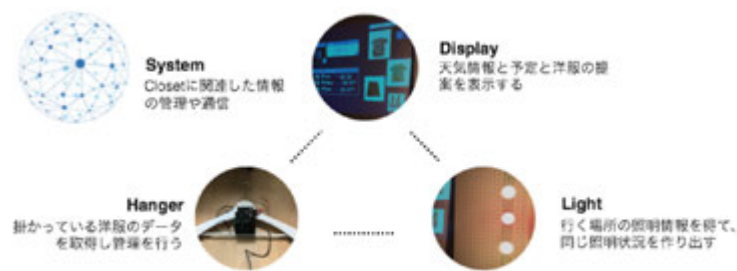 System
Closetに関連した情報
の管理や通信
Display
天気情報と予定と洋服の提
案を表示する
Hanger
掛かっている洋服のデータ
を取得し管理を行う
Light
行く場所の照明情報を得て、
同じ照明状況を作り出す